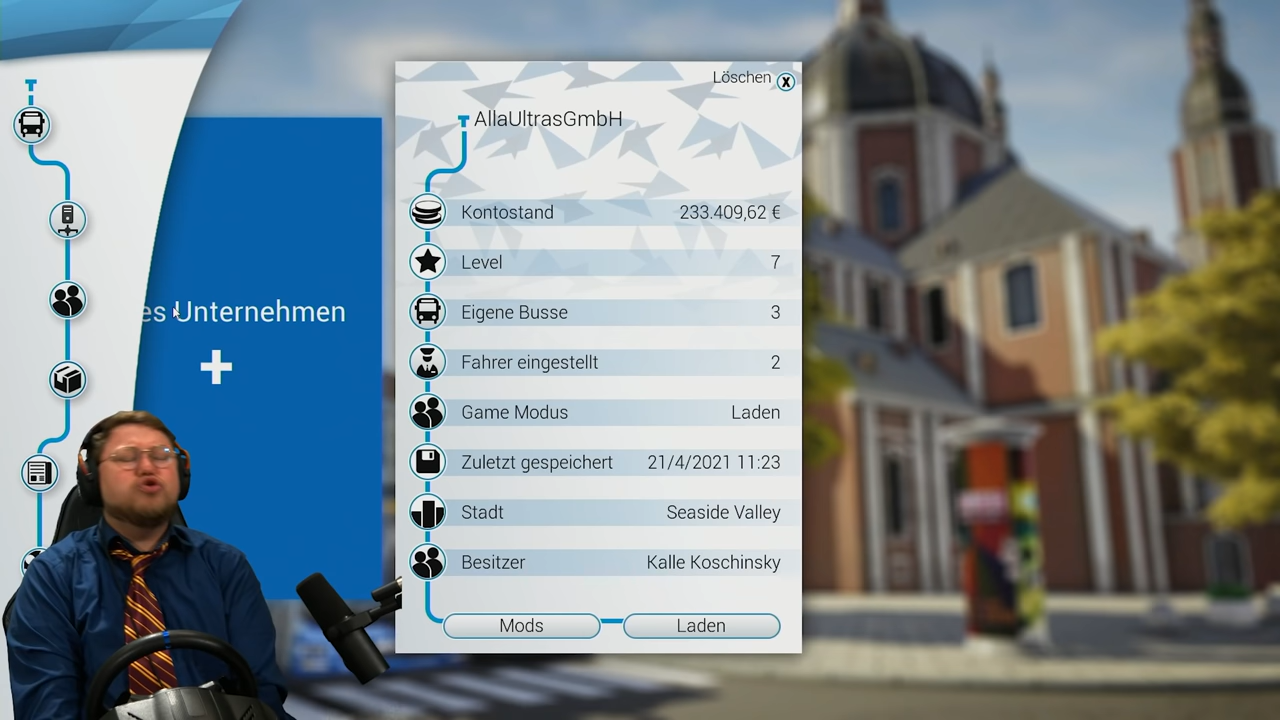 Löschen X
AllaUltrasGmbH
Kontostand 233.409,62 €
Level 7
es Unternehmen
Eigene Busse 3
Fahrer eingestellt 2
Game Modus Laden
Zuletzt gespeichert 21/4/2021 11:23
Stadt Seaside Valley
Besitzer Kalle Koschinsky
Mods Laden